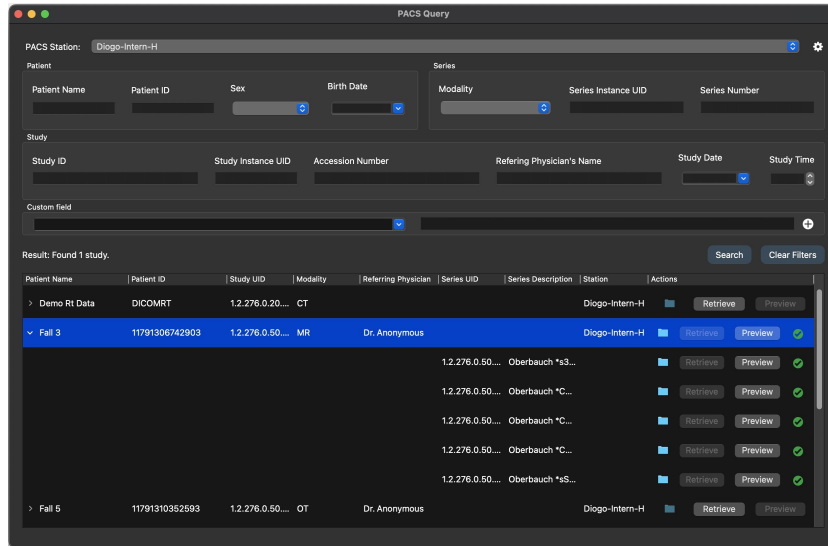 PACS Query
PACS Station: Diogo-Intern-H
Patient
Series
Patient Name Patient ID Sex Birth Date
Modality Series Instance UID Series Number
Study
Study ID Study Instance UID Accession Number Refering Physician's Name Study Date Study Time
Custom field
Result: Found 1 study. Search Clear Filters
Patient Name Patient ID Study UID Modality Referring Physician Series UID Series Description Station Actions
Demo Rt Data DICOMRT 1.2.276.0.20.... CT Diogo-Intern-H Retrieve Preview
Fall 3 11791306742903 1.2.276.0.50.... MR Dr. Anonymous Diogo-Intern-H Retrieve Preview
1.2.276.0.50.... Oberbauch *s3... Retrieve Preview
1.2.276.0.50.... Oberbauch *C... Retrieve Preview
1.2.276.0.50.... Oberbauch *C... Retrieve Preview
1.2.276.0.50.... Oberbauch *C... Retrieve Preview
1.2.276.0.50.... Oberbauch *sS... Retrieve Preview
Fall 5 11791310352593 1.2.276.0.50.... OT Dr. Anonymous Diogo-Intern-H Retrieve Preview